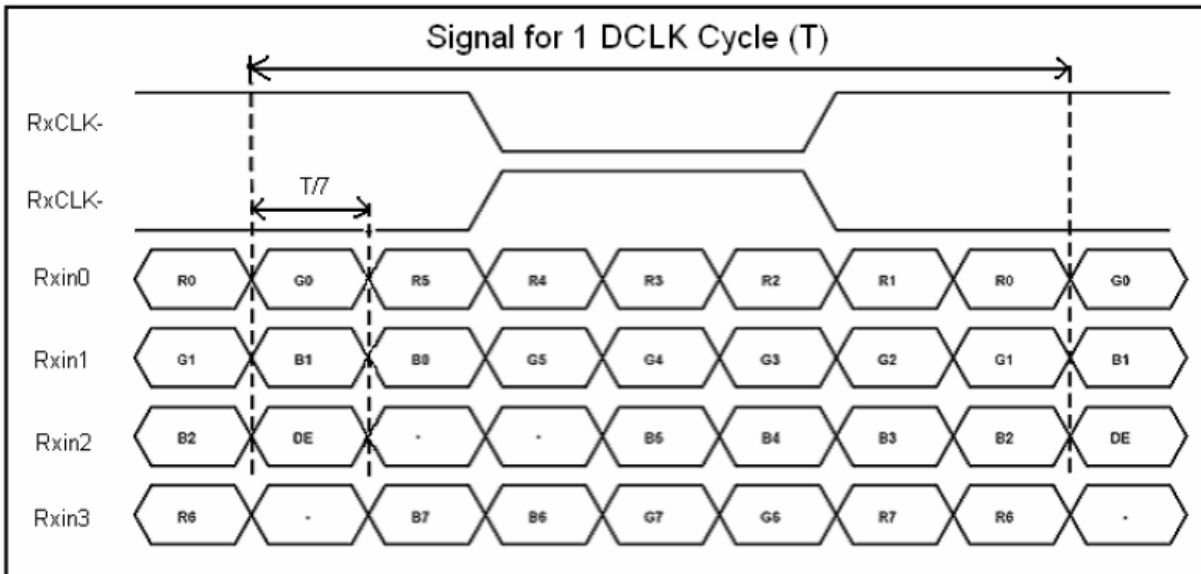 Signal for 1 DCLK Cycle (T)
RxCLK-
T/7
RxCLK-
Rxin0 R0 G0 R5 R4 R3 R2 R1 R0 G0
Rxin1 G1 B1 B0 G5 G4 G3 G2 G1 B1
Rxin2 B2 DE - - B5 B4 B3 B2 DE
Rxin3 R6 - B7 B6 G7 G6 R7 R6 -